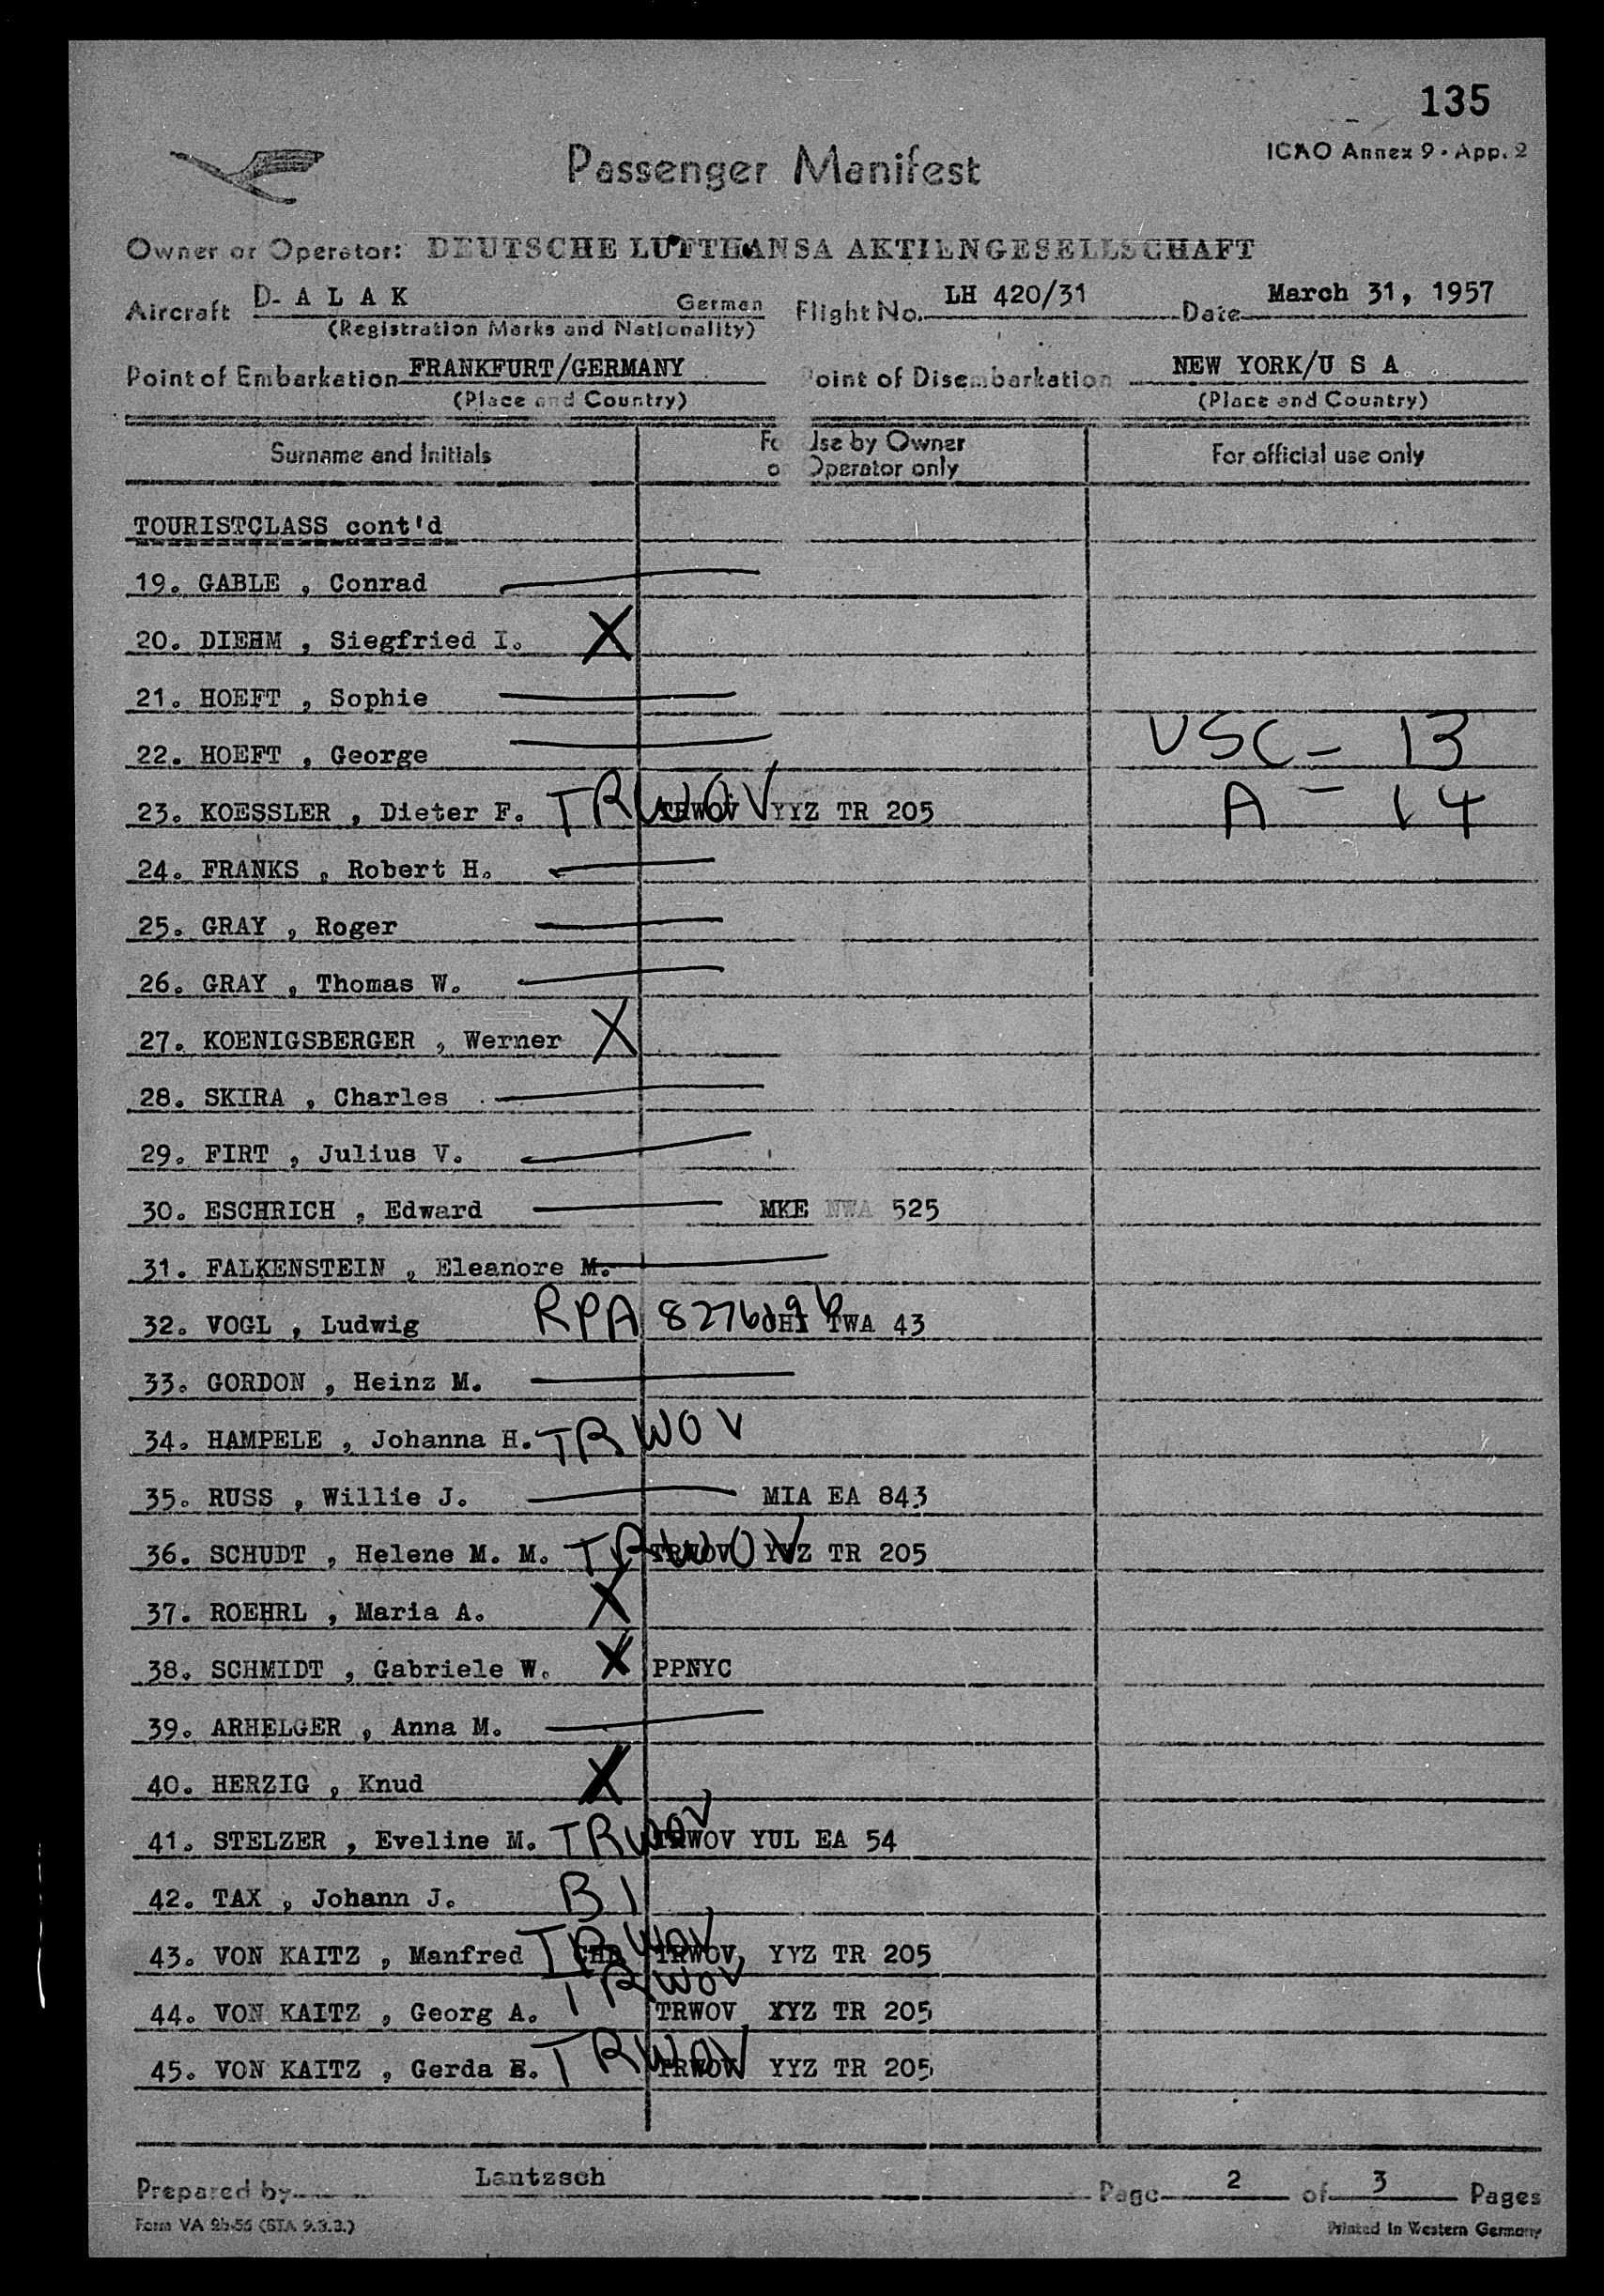 135
ICAO Annex 9 - App. 2
Passenger Manifest
Owner or Operator: DEUTSCHE LUFTHANSA AKTIENGESELLSCHAFT
Aircraft D- A L A K German Flight No. LH 420/31 Date March 31, 1957
(Registration Marks and Nationality)
Point of Embarkation FRANKFURT/GERMANY Point of Disembarkation NEW YORK/U S A
(Place and Country) (Place and Country)
Surname and Initials For Use by Owner or Operator only For official use only
TOURISTCLASS cont'd
19. GABLE , Conrad
20. DIEHM , Siegfried I. X
21. HOEFT , Sophie
22. HOEFT , George USC = 13
23. KOESSLER , Dieter F. TRWOV TRWOV YYZ TR 205 A = 14
24. FRANKS , Robert H.
25. GRAY , Roger
26. GRAY , Thomas W.
27. KOENIGSBERGER , Werner X
28. SKIRA , Charles
29. FIRT , Julius V.
30. ESCHRICH , Edward MKE NWA 525
31. FALKENSTEIN , Eleanore M.
32. VOGL , Ludwig RPA TWA 43
33. GORDON , Heinz M.
34. HAMPELE , Johanna H. TRWOV
35. RUSS , Willie J. MIA EA 843
36. SCHUDT , Helene M. M. TRWOV TRWOV YYZ TR 205
37. ROEHRL , Maria A. X
38. SCHMIDT , Gabriele W. X PPNYC
39. ARHELGER , Anna M.
40. HERZIG , Knud X
41. STELZER , Eveline M. TRWOV TRWOV YUL EA 54
42. TAX , Johann J. B1
43. VON KAITZ , Manfred CHD TRWOV TRWOV, YYZ TR 205
44. VON KAITZ , Georg A. TRWOV TRWOV XYZ TR 205
45. VON KAITZ , Gerda E. TRWOV TRWOV YYZ TR 205
Prepared by Lantzsch Page 2 of 3 Pages
Form VA 2b-56 (STA 9.3.3.) Printed in Western Germany